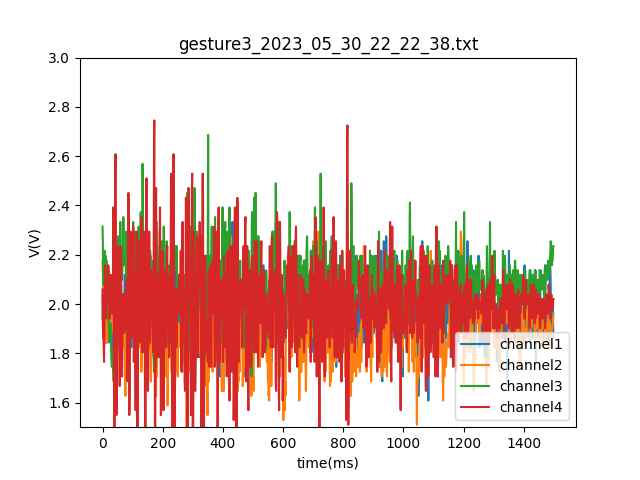 gesture3_2023_05_30_22_22_38.txt
3.0
2.8
2.6
2.4
2.2
2.0
1.8
1.6
V(V)
0 200 400 600 800 1000 1200 1400
time(ms)
channel1
channel2
channel3
channel4